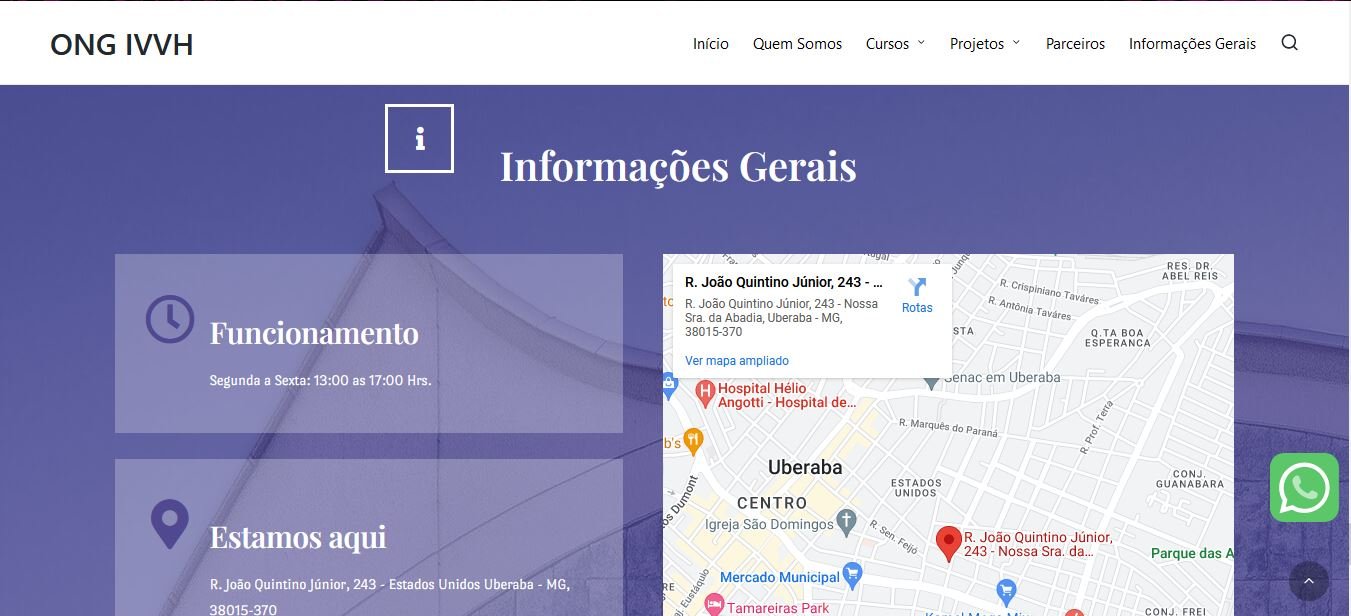 ONG IVVH
Início Quem Somos Cursos Projetos Parceiros Informações Gerais
Informações Gerais
Funcionamento
Segunda a Sexta: 13:00 as 17:00 Hrs.
Estamos aqui
R. João Quintino Júnior, 243 - Estados Unidos Uberaba - MG,
38015-370
R. João Quintino Júnior, 243 - ...
R. João Quintino Júnior, 243 - Nossa
Sra. da Abadia, Uberaba - MG,
38015-370
Ver mapa ampliado
Rotas
RES. DR.
ABEL REIS
R. Crispiniano Tavares
R. Antônia Tavares
Q.TA BOA
ESPERANCA
STA
Senac em Uberaba
Hospital Hélio
Angotti - Hospital de...
R. Marquês do Paraná
R. Prof. Terra
b's
Uberaba
CENTRO
ESTADOS
UNIDOS
CONJ.
GUANABARA
os Dumont
Igreja São Domingos
R. Sen. Feijó
R. João Quintino Júnior,
243 - Nossa Sra. da...
Parque das A
Mercado Municipal
R. Eustáquio
Tamareiras Park
CONJ. FREI